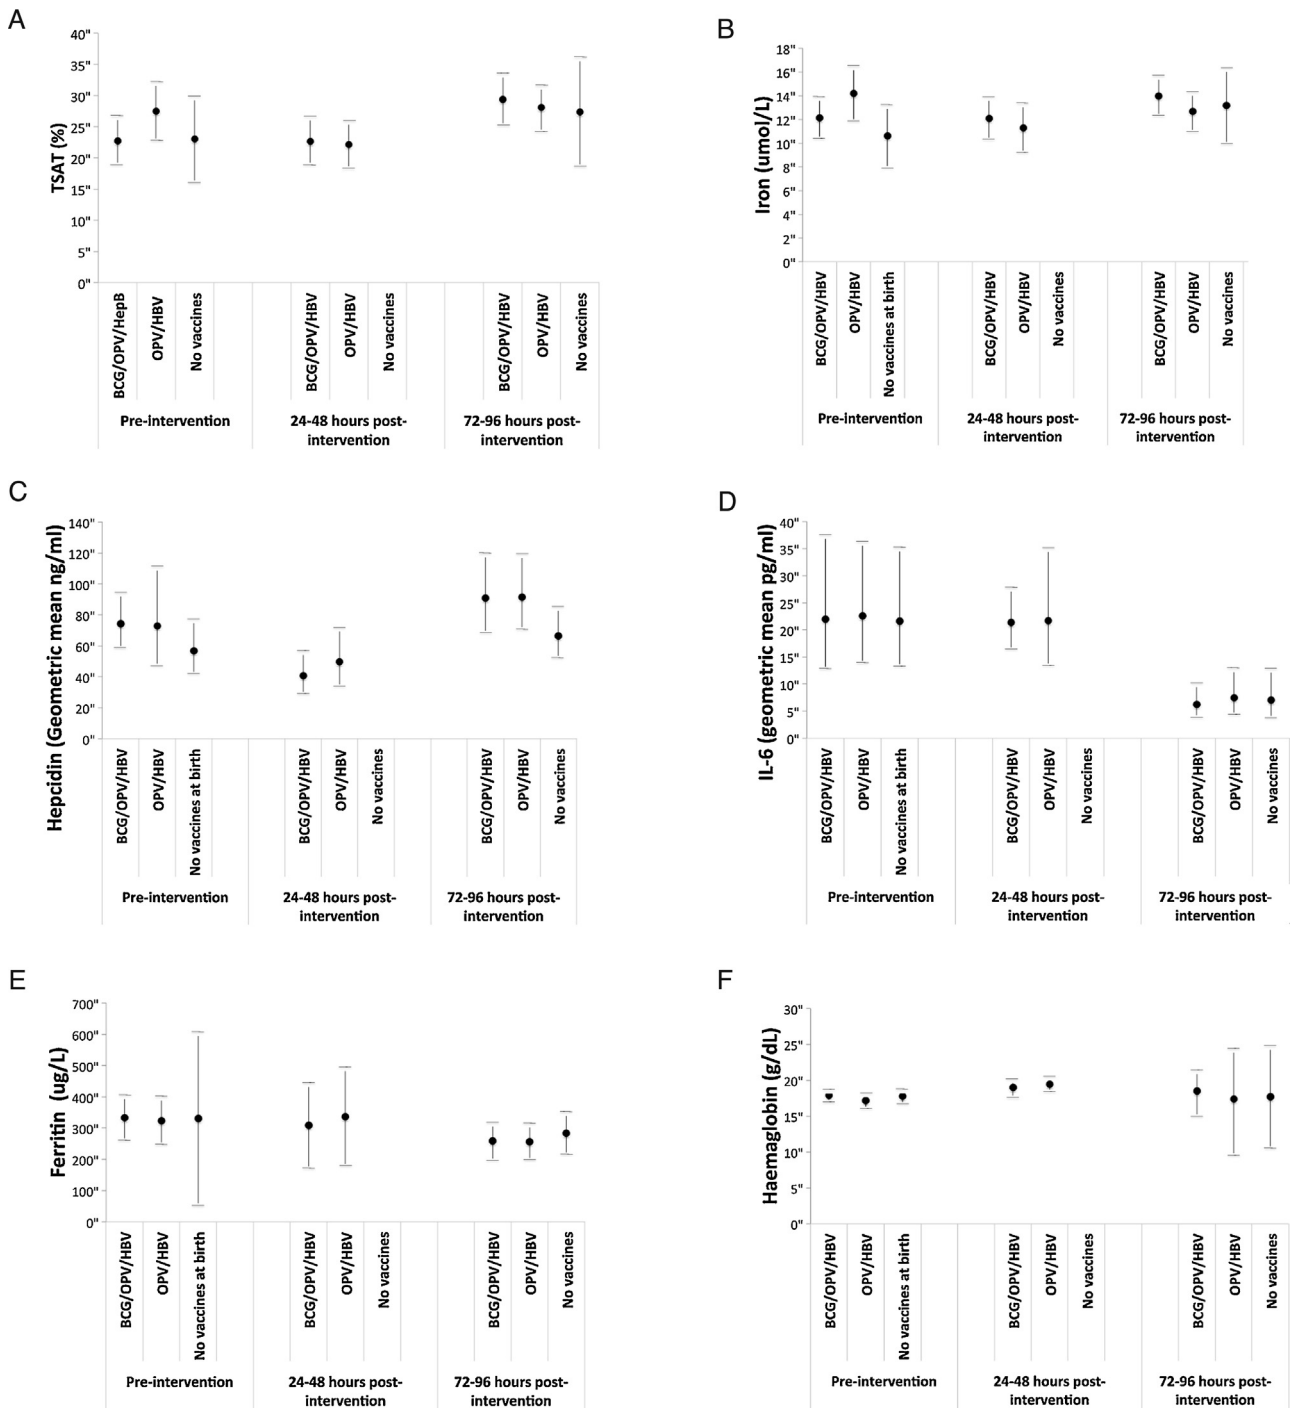 A
TSAT (%)
40"
35"
30"
25"
20"
15"
10"
5"
0"
BCG/OPV/HepB
OPV/HBV
No vaccines
BCG/OPV/HBV
OPV/HBV
No vaccines
BCG/OPV/HBV
OPV/HBV
No vaccines
Pre-intervention
24-48 hours post-
intervention
72-96 hours post-
intervention
B
Iron (umol/L)
18"
16"
14"
12"
10"
8"
6"
4"
2"
0"
BCG/OPV/HBV
OPV/HBV
No vaccines at birth
BCG/OPV/HBV
OPV/HBV
No vaccines
BCG/OPV/HBV
OPV/HBV
No vaccines
Pre-intervention
24-48 hours post-
intervention
72-96 hours post-
intervention
C
Hepcidin (Geometric mean ng/ml)
140"
120"
100"
80"
60"
40"
20"
0"
BCG/OPV/HBV
OPV/HBV
No vaccines at birth
BCG/OPV/HBV
OPV/HBV
No vaccines
BCG/OPV/HBV
OPV/HBV
No vaccines
Pre-intervention
24-48 hours post-
intervention
72-96 hours post-
intervention
D
IL-6 (geometric mean pg/ml)
40"
35"
30"
25"
20"
15"
10"
5"
0"
BCG/OPV/HBV
OPV/HBV
No vaccines at birth
BCG/OPV/HBV
OPV/HBV
No vaccines
BCG/OPV/HBV
OPV/HBV
No vaccines
Pre-intervention
24-48 hours post-
intervention
72-96 hours post-
intervention
E
Ferritin (ug/L)
700"
600"
500"
400"
300"
200"
100"
0"
BCG/OPV/HBV
OPV/HBV
No vaccines at birth
BCG/OPV/HBV
OPV/HBV
No vaccines
BCG/OPV/HBV
OPV/HBV
No vaccines
Pre-intervention
24-48 hours post-
intervention
72-96 hours post-
intervention
F
Haemaglobin (g/dL)
30"
25"
20"
15"
10"
5"
0"
BCG/OPV/HBV
OPV/HBV
No vaccines at birth
BCG/OPV/HBV
OPV/HBV
No vaccines
BCG/OPV/HBV
OPV/HBV
No vaccines
Pre-intervention
24-48 hours post-
intervention
72-96 hours post-
intervention